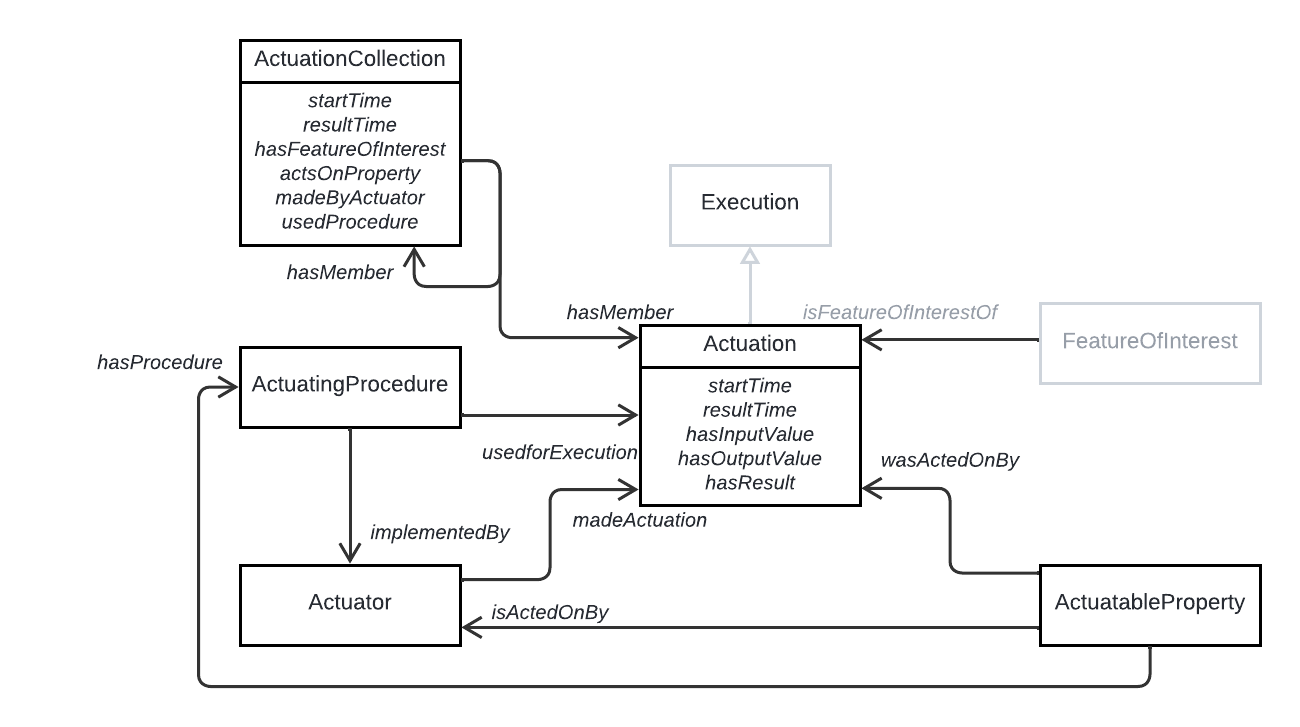 ActuationCollection
startTime
resultTime
hasFeatureOfInterest
actsOnProperty
madeByActuator
usedProcedure
Execution
hasMember
hasMember
isFeatureOfInterestOf
Actuation
FeatureOfInterest
hasProcedure
ActuatingProcedure
startTime
resultTime
hasInputValue
hasOutputValue
hasResult
usedforExecution
wasActedOnBy
madeActuation
implementedBy
Actuator
isActedOnBy
ActuatableProperty